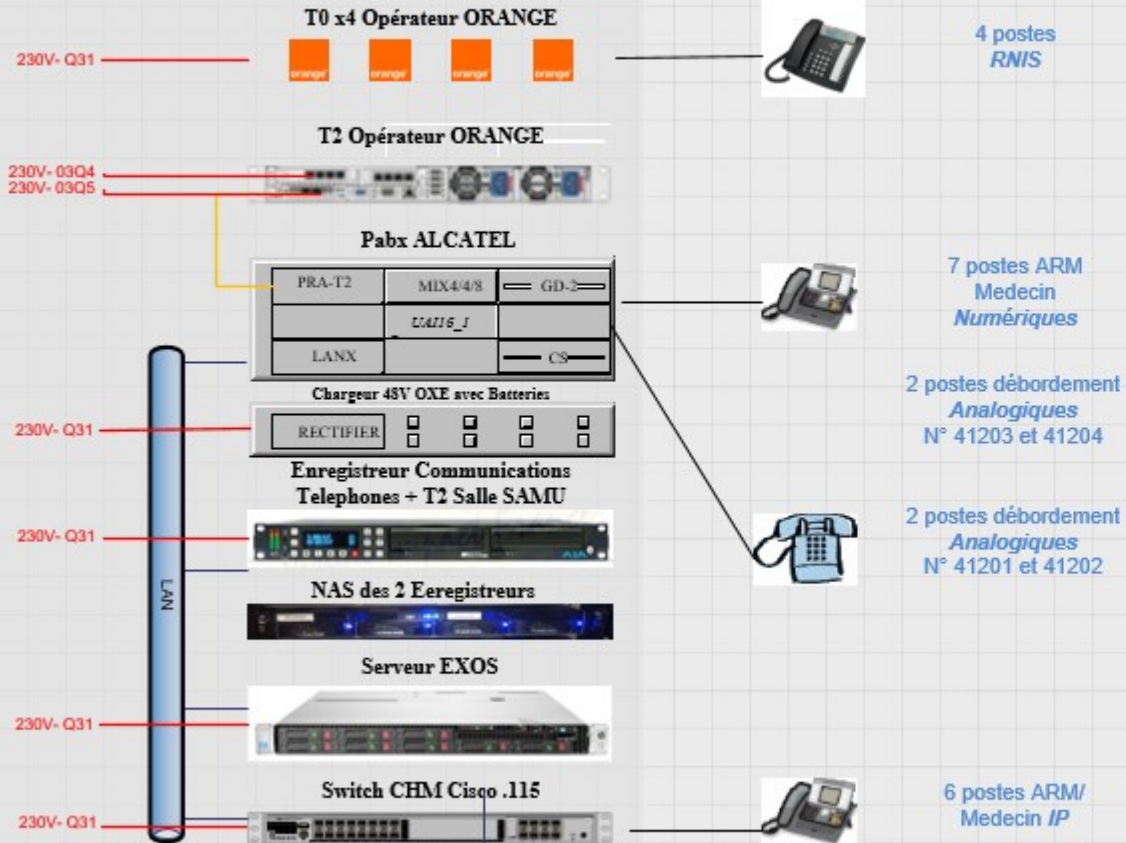 T0 x4 Opérateur ORANGE
230V- Q31
orange
orange
orange
orange
4 postes
RNIS
T2 Opérateur ORANGE
230V- 03Q4
230V- 03Q5
Pabx ALCATEL
PRA-T2
MIX4/4/8
GD-2
UAI16_1
LANX
CS
7 postes ARM
Medecin
Numériques
Chargeur 48V OXE avec Batteries
230V- Q31
RECTIFIER
2 postes débordement
Analogiques
N° 41203 et 41204
Enregistreur Communications
Telephones + T2 Salle SAMU
230V- Q31
AJA
2 postes débordement
Analogiques
N° 41201 et 41202
LAN
NAS des 2 Eeregistreurs
Serveur EXOS
230V- Q31
Switch CHM Cisco .115
230V- Q31
6 postes ARM/
Medecin IP